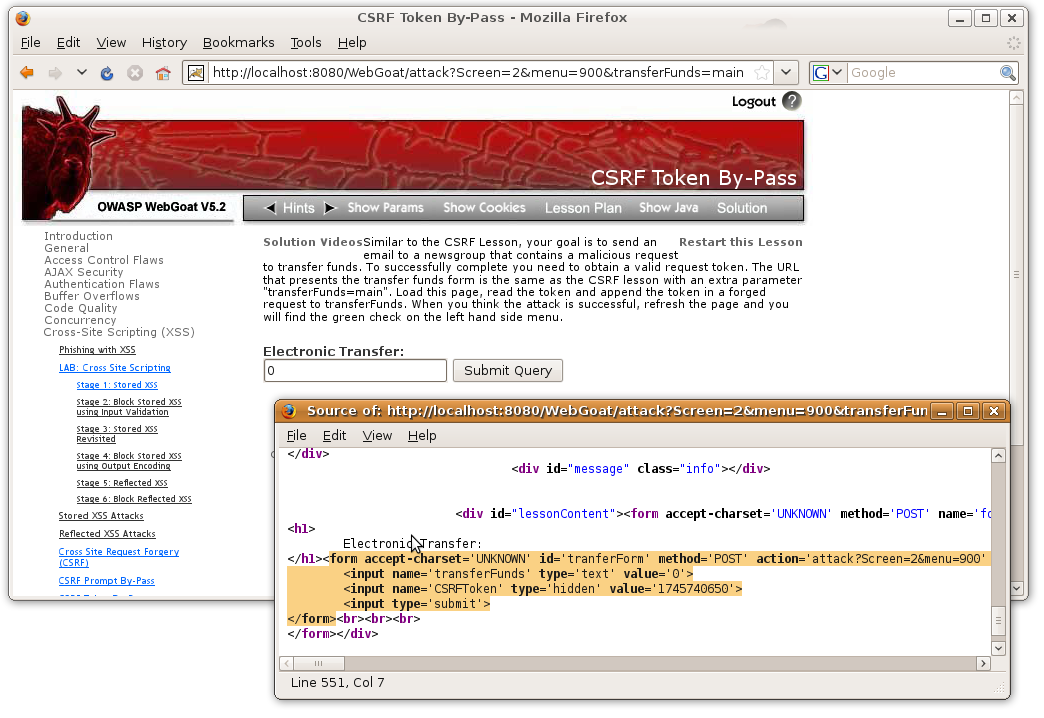 CSRF Token By-Pass - Mozilla Firefox
File Edit View History Bookmarks Tools Help
http://localhost:8080/WebGoat/attack?Screen=2&menu=900&transferFunds=main
G Google
Logout ?
CSRF Token By-Pass
OWASP WebGoat V5.2
Hints Show Params Show Cookies Lesson Plan Show Java Solution
Introduction
General
Access Control Flaws
AJAX Security
Authentication Flaws
Buffer Overflows
Code Quality
Concurrency
Cross-Site Scripting (XSS)
Phishing with XSS
LAB: Cross Site Scripting
Stage 1: Stored XSS
Stage 2: Block Stored XSS
using Input Validation
Stage 3: Stored XSS
Revisited
Stage 4: Block Stored XSS
using Output Encoding
Stage 5: Reflected XSS
Stage 6: Block Reflected XSS
Stored XSS Attacks
Reflected XSS Attacks
Cross Site Request Forgery
(CSRF)
CSRF Prompt By-Pass
Solution Videos Similar to the CSRF Lesson, your goal is to send an Restart this Lesson
email to a newsgroup that contains a malicious request
to transfer funds. To successfully complete you need to obtain a valid request token. The URL
that presents the transfer funds form is the same as the CSRF lesson with an extra parameter
"transferFunds=main". Load this page, read the token and append the token in a forged
request to transferFunds. When you think the attack is successful, refresh the page and you
will find the green check on the left hand side menu.
Electronic Transfer:
0 Submit Query
Source of: http://localhost:8080/WebGoat/attack?Screen=2&menu=900&transferFun
File Edit View Help
</div>
<div id="message" class="info"></div>
<div id="lessonContent"><form accept-charset='UNKNOWN' method='POST' name='fo
<h1>
Electronic Transfer:
</h1><form accept-charset='UNKNOWN' id='tranferForm' method='POST' action='attack?Screen=2&menu=900'
<input name='transferFunds' type='text' value='0'>
<input name='CSRFToken' type='hidden' value='1745740650'>
<input type='submit'>
</form><br><br><br>
</form></div>
Line 551, Col 7